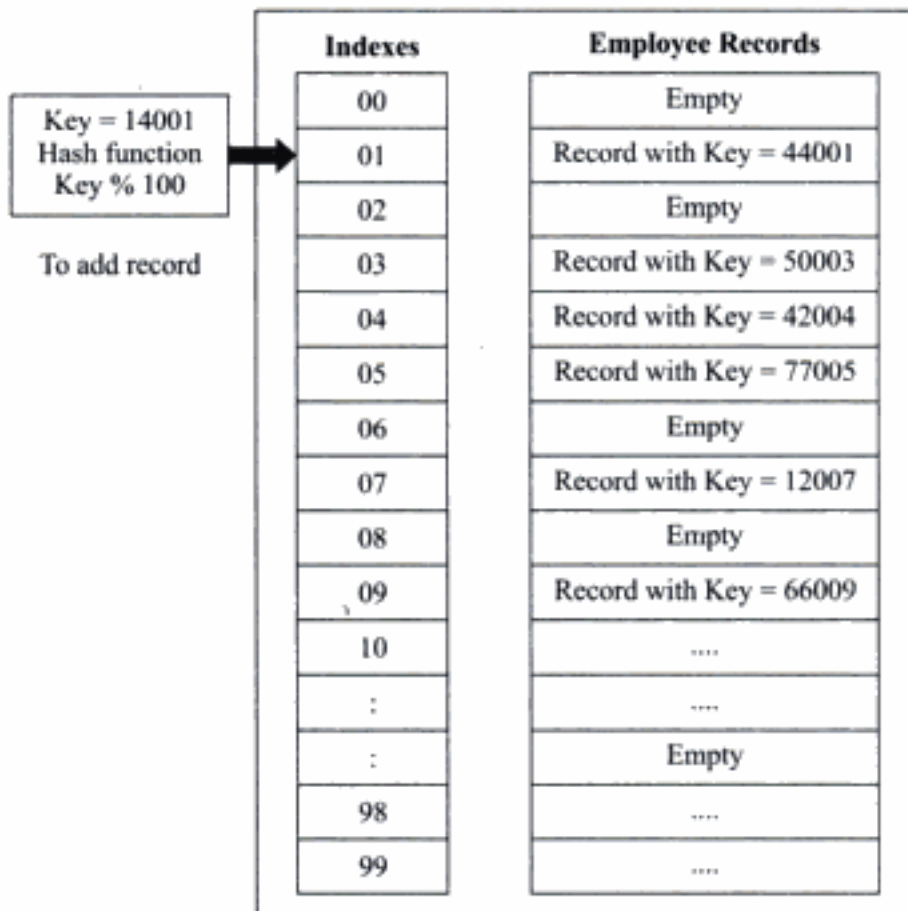 Indexes Employee Records
Key = 14001
Hash function
Key % 100
To add record
00 Empty
01 Record with Key = 44001
02 Empty
03 Record with Key = 50003
04 Record with Key = 42004
05 Record with Key = 77005
06 Empty
07 Record with Key = 12007
08 Empty
09 Record with Key = 66009
10 ....
: ....
: Empty
98 ....
99 ....